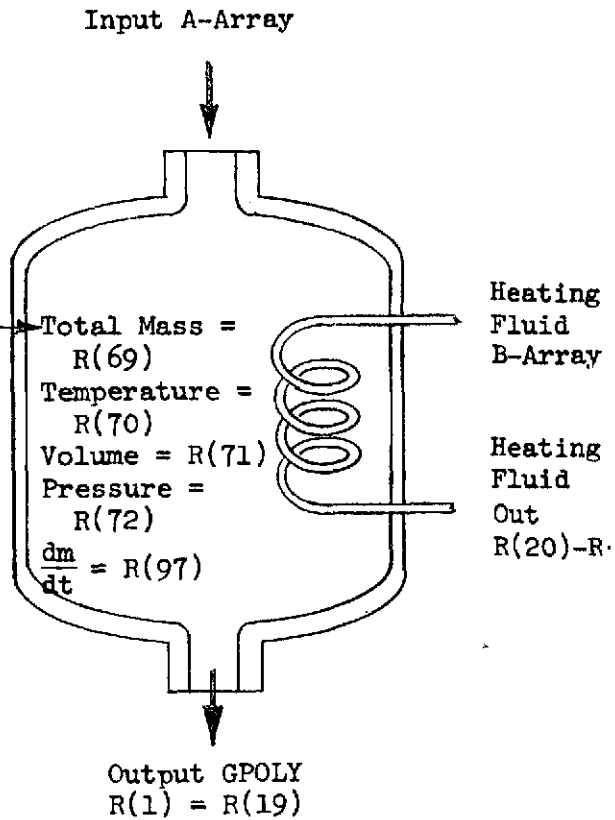 Input A-Array
Total Mass =
R(69)
Temperature =
R(70)
Volume = R(71)
Pressure =
R(72)
dm/dt = R(97)
Heating
Fluid
B-Array
Heating
Fluid
Out
R(20)-R
Output GPOLY
R(1) = R(19)